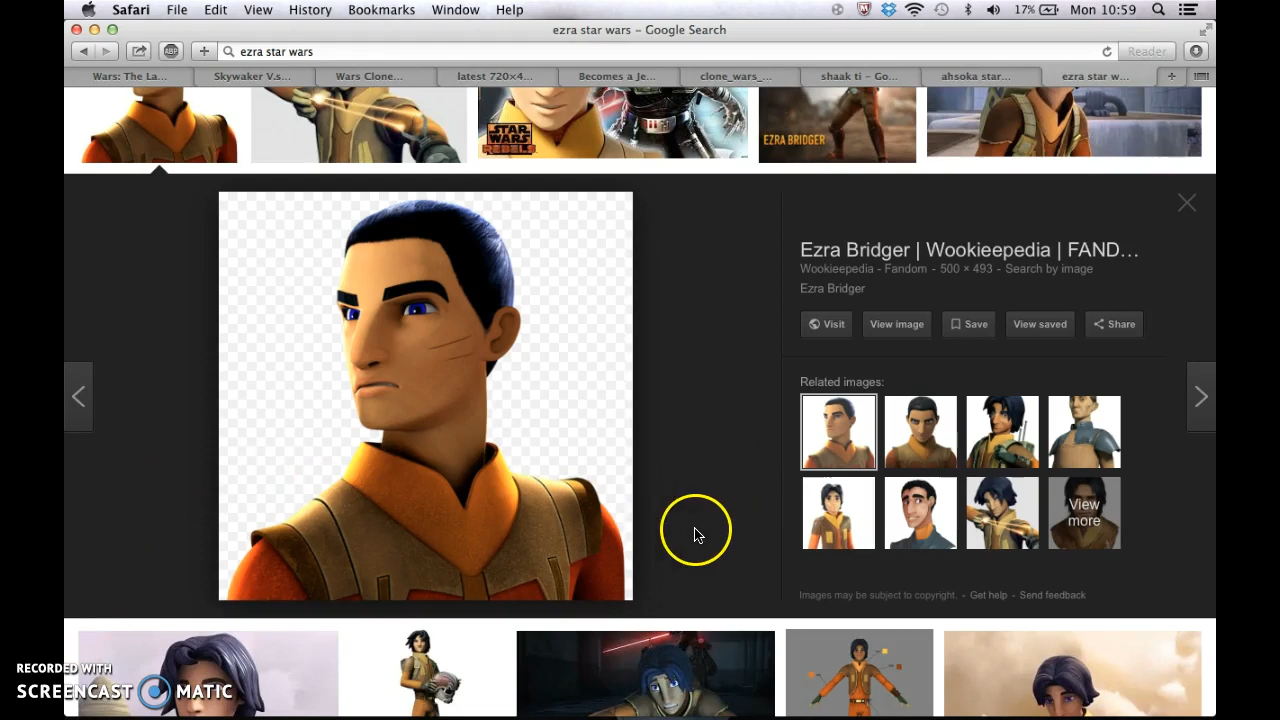 Safari File Edit View History Bookmarks Window Help 17% Mon 10:59
ezra star wars – Google Search
ABP ezra star wars Reader
Wars: The La... Skywaker V.s... Wars Clone... latest 720×4... Becomes a Je... clone_wars_... shaak ti – Go... ahsoka star... ezra star w...
STAR WARS
REBELS
EZRA BRIDGER
Ezra Bridger | Wookieepedia | FAND...
Wookieepedia - Fandom - 500 × 493 - Search by image
Ezra Bridger
Visit View image Save View saved Share
Related images:
View more
Images may be subject to copyright. - Get help - Send feedback
RECORDED WITH
SCREENCAST MATIC